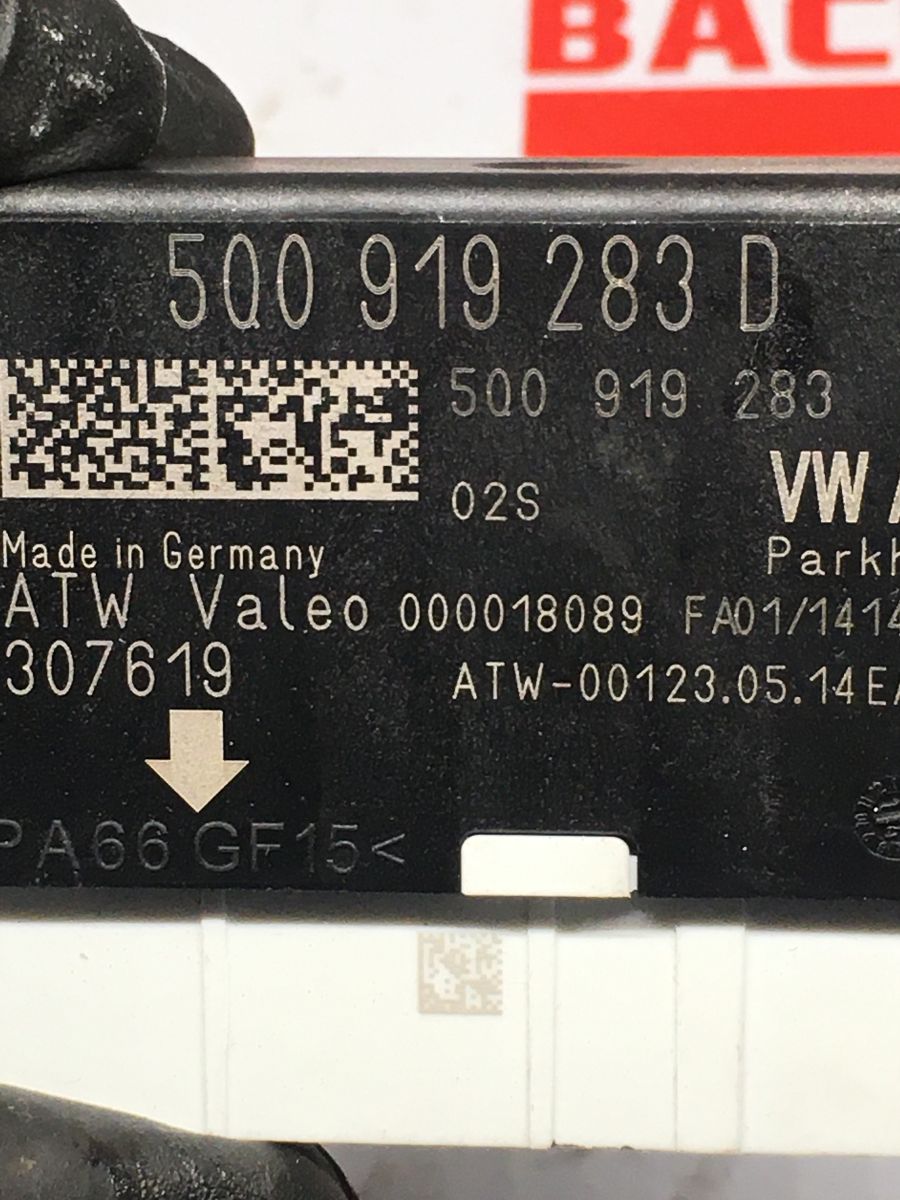 BAC
5Q0 919 283 D
5Q0 919 283
02S
VW
Made in Germany
Parkh
ATW Valeo 000018089 FA01/1414
307619
ATW-00123.05.14E
PA66 GF15<